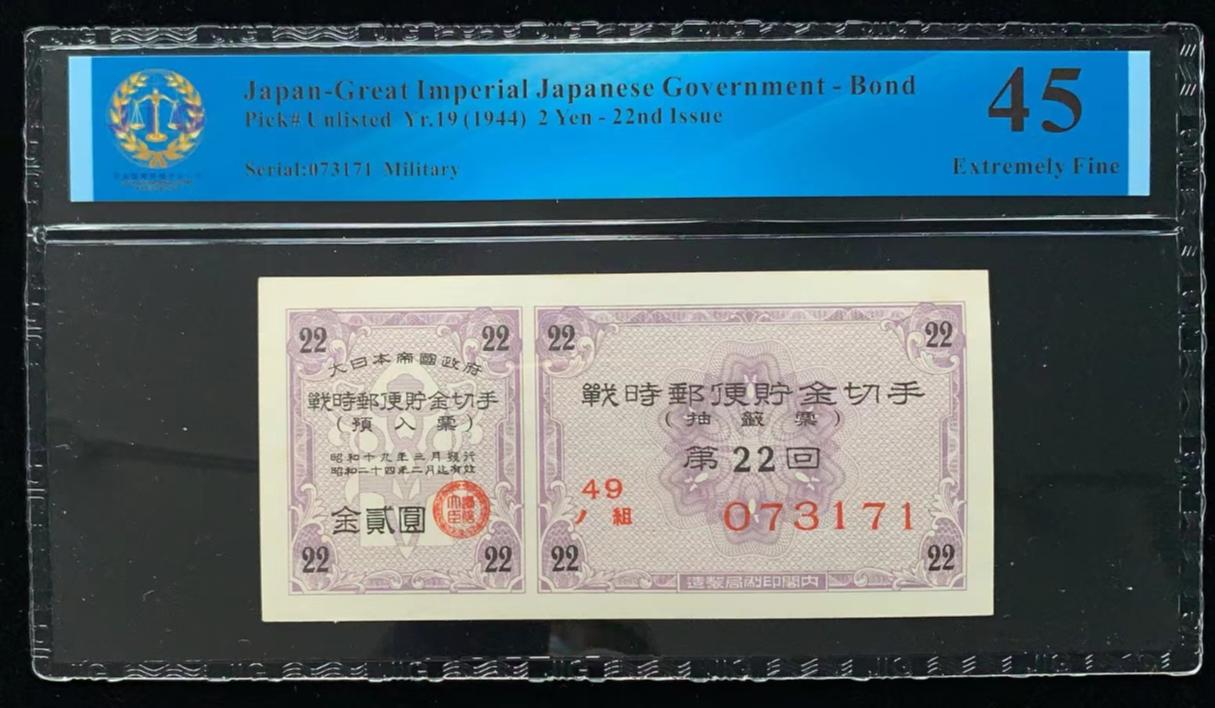 Japan-Great Imperial Japanese Government - Bond
Pick# Unlisted Yr.19 (1944) 2 Yen - 22nd Issue
Serial:073171 Military
45
Extremely Fine
22 22
大日本帝國政府
戰時郵便貯金切手
(預入票)
昭和十九年三月發行
昭和二十四年二月迄有效
金貳圓
22 22
22 22
戰時郵便貯金切手
(抽籤票)
第22回
49
ノ組
073171
22 22
造製局刷印閣内